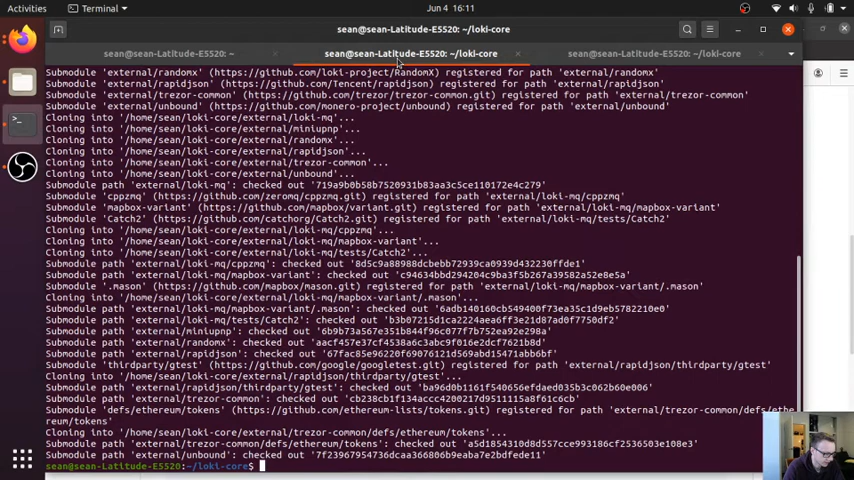 Activities
Terminal
Jun 4 16:11
sean@sean-Latitude-E5520: ~/loki-core
sean@sean-Latitude-E5520: ~
sean@sean-Latitude-E5520: ~/loki-core
sean@sean-Latitude-E5520: ~/loki-core
Submodule 'external/randomx' (https://github.com/loki-project/RandomX) registered for path 'external/randomx'
Submodule 'external/rapidjson' (https://github.com/Tencent/rapidjson) registered for path 'external/rapidjson'
Submodule 'external/trezor-common' (https://github.com/trezor/trezor-common.git) registered for path 'external/trezor-common'
Submodule 'external/unbound' (https://github.com/monero-project/unbound) registered for path 'external/unbound'
Cloning into '/home/sean/loki-core/external/loki-mq'...
Cloning into '/home/sean/loki-core/external/miniupnp'...
Cloning into '/home/sean/loki-core/external/randomx'...
Cloning into '/home/sean/loki-core/external/rapidjson'...
Cloning into '/home/sean/loki-core/external/trezor-common'...
Cloning into '/home/sean/loki-core/external/unbound'...
Submodule path 'external/loki-mq': checked out '719a9b0b58b7520931b83aa3c5ce110172e4c279'
Submodule 'cppzmq' (https://github.com/zeromq/cppzmq.git) registered for path 'external/loki-mq/cppzmq'
Submodule 'mapbox-variant' (https://github.com/mapbox/variant.git) registered for path 'external/loki-mq/mapbox-variant'
Submodule 'Catch2' (https://github.com/catchorg/Catch2.git) registered for path 'external/loki-mq/tests/Catch2'
Cloning into '/home/sean/loki-core/external/loki-mq/cppzmq'...
Cloning into '/home/sean/loki-core/external/loki-mq/mapbox-variant'...
Cloning into '/home/sean/loki-core/external/loki-mq/tests/Catch2'...
Submodule path 'external/loki-mq/cppzmq': checked out '8d5c9a88988dcbebb72939ca0939d432230ffde1'
Submodule path 'external/loki-mq/mapbox-variant': checked out 'c94634bbd294204c9ba3f5b267a39582a52e8e5a'
Submodule '.mason' (https://github.com/mapbox/mason.git) registered for path 'external/loki-mq/mapbox-variant/.mason'
Cloning into '/home/sean/loki-core/external/loki-mq/mapbox-variant/.mason'...
Submodule path 'external/loki-mq/mapbox-variant/.mason': checked out '6adb140160cb549400f73ea35c1d9eb5782210e0'
Submodule path 'external/loki-mq/tests/Catch2': checked out 'b3b07215d1ca2224aea6ff3e21d87ad0f7750df2'
Submodule path 'external/miniupnp': checked out '6b9b73a567e351b844f96c077f7b752ea92e298a'
Submodule path 'external/randomx': checked out 'aacf457e37cf4358c6a3abc9f016e2dcf7621b8d'
Submodule path 'external/rapidjson': checked out '67fac85e96220f69076121d569abd15471abb6bf'
Submodule 'thirdparty/gtest' (https://github.com/google/googletest.git) registered for path 'external/rapidjson/thirdparty/gtest'
Cloning into '/home/sean/loki-core/external/rapidjson/thirdparty/gtest'...
Submodule path 'external/rapidjson/thirdparty/gtest': checked out 'ba96d0b1161f540656efdaed035b3c062b60e006'
Submodule path 'external/trezor-common': checked out 'cb238cb1f134accc4200217d9511115a8f61c6cb'
Submodule 'defs/ethereum/tokens' (https://github.com/ethereum-lists/tokens.git) registered for path 'external/trezor-common/defs/ethe
reum/tokens'
Cloning into '/home/sean/loki-core/external/trezor-common/defs/ethereum/tokens'...
Submodule path 'external/trezor-common/defs/ethereum/tokens': checked out 'a5d1854310d8d557cce993186cf2536503e108e3'
Submodule path 'external/unbound': checked out '7f23967954736dcaa366806b9eaba7e2bdfede11'
sean@sean-Latitude-E5520:~/loki-core$